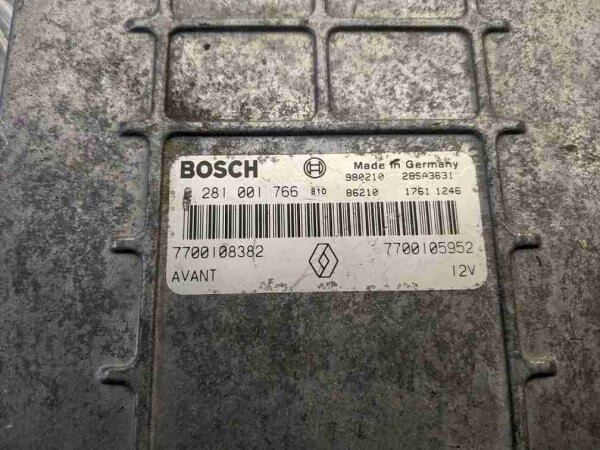 BOSCH Made in Germany
980210 28SA3631
0 281 001 766 810 86210 1761 1246
7700108382 7700105952
AVANT 12V